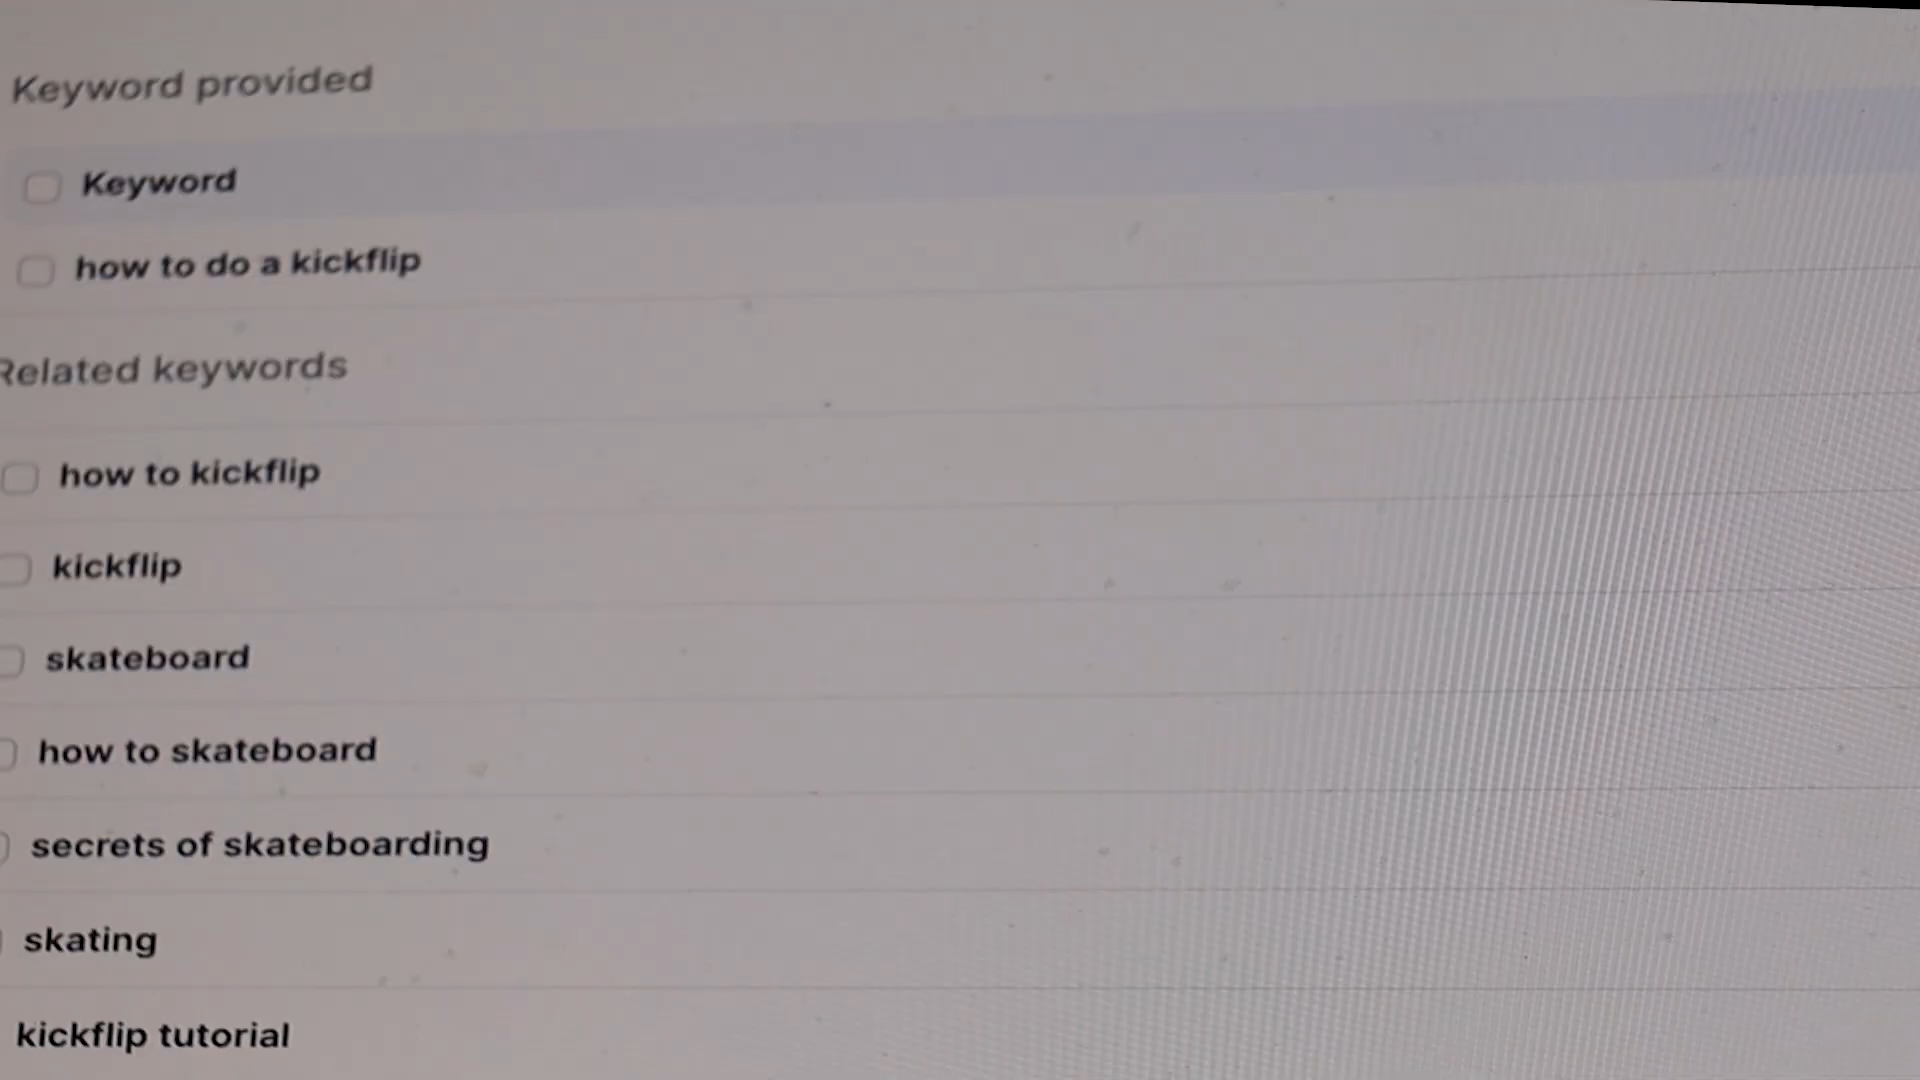 Keyword provided
Keyword
how to do a kickflip
Related keywords
how to kickflip
kickflip
skateboard
how to skateboard
secrets of skateboarding
skating
kickflip tutorial